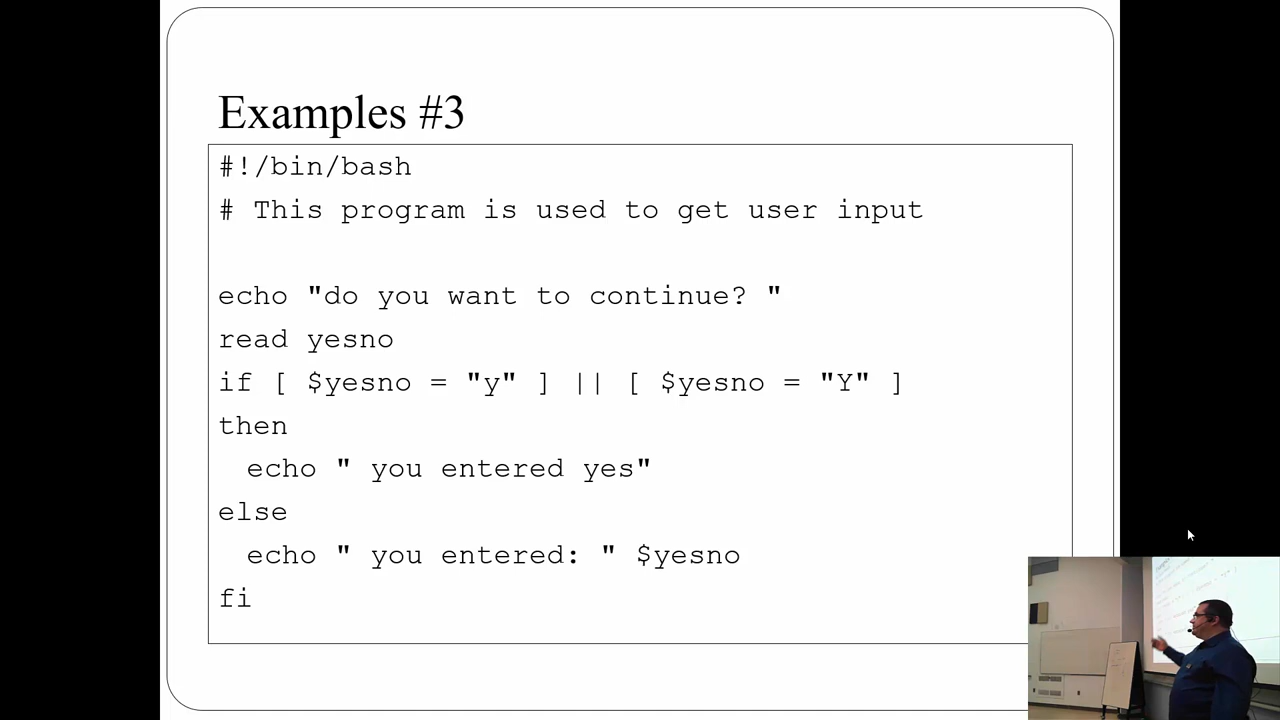 Examples #3
#!/bin/bash
# This program is used to get user input
echo "do you want to continue? "
read yesno
if [ $yesno = "y" ] || [ $yesno = "Y" ]
then
echo " you entered yes"
else
echo " you entered: " $yesno
fi